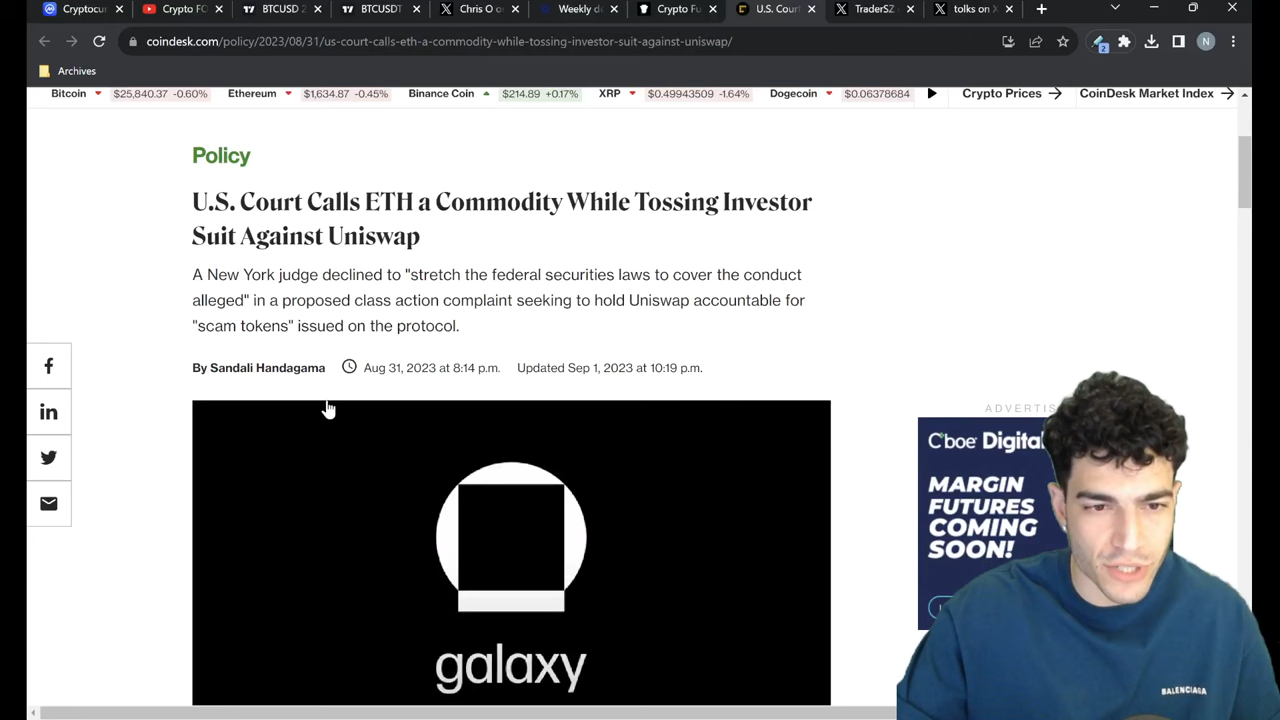 Cryptocur
Crypto FC
BTCUSD 2
BTCUSDT
Chris O o
Weekly d
Crypto Fu
U.S. Cour
TraderSZ
tolks on X
coindesk.com/policy/2023/08/31/us-court-calls-eth-a-commodity-while-tossing-investor-suit-against-uniswap/
2
N
Archives
Bitcoin $25,840.37 -0.60% Ethereum $1,634.87 -0.45% Binance Coin $214.89 +0.17% XRP $0.49943509 -1.64% Dogecoin $0.06378684 Crypto Prices CoinDesk Market Index
Policy
U.S. Court Calls ETH a Commodity While Tossing Investor
Suit Against Uniswap
A New York judge declined to "stretch the federal securities laws to cover the conduct
alleged" in a proposed class action complaint seeking to hold Uniswap accountable for
"scam tokens" issued on the protocol.
By Sandali Handagama Aug 31, 2023 at 8:14 p.m. Updated Sep 1, 2023 at 10:19 p.m.
galaxy
ADVERTIS
Cboe Digital
MARGIN
FUTURES
COMING
SOON!
BALENCIAGA